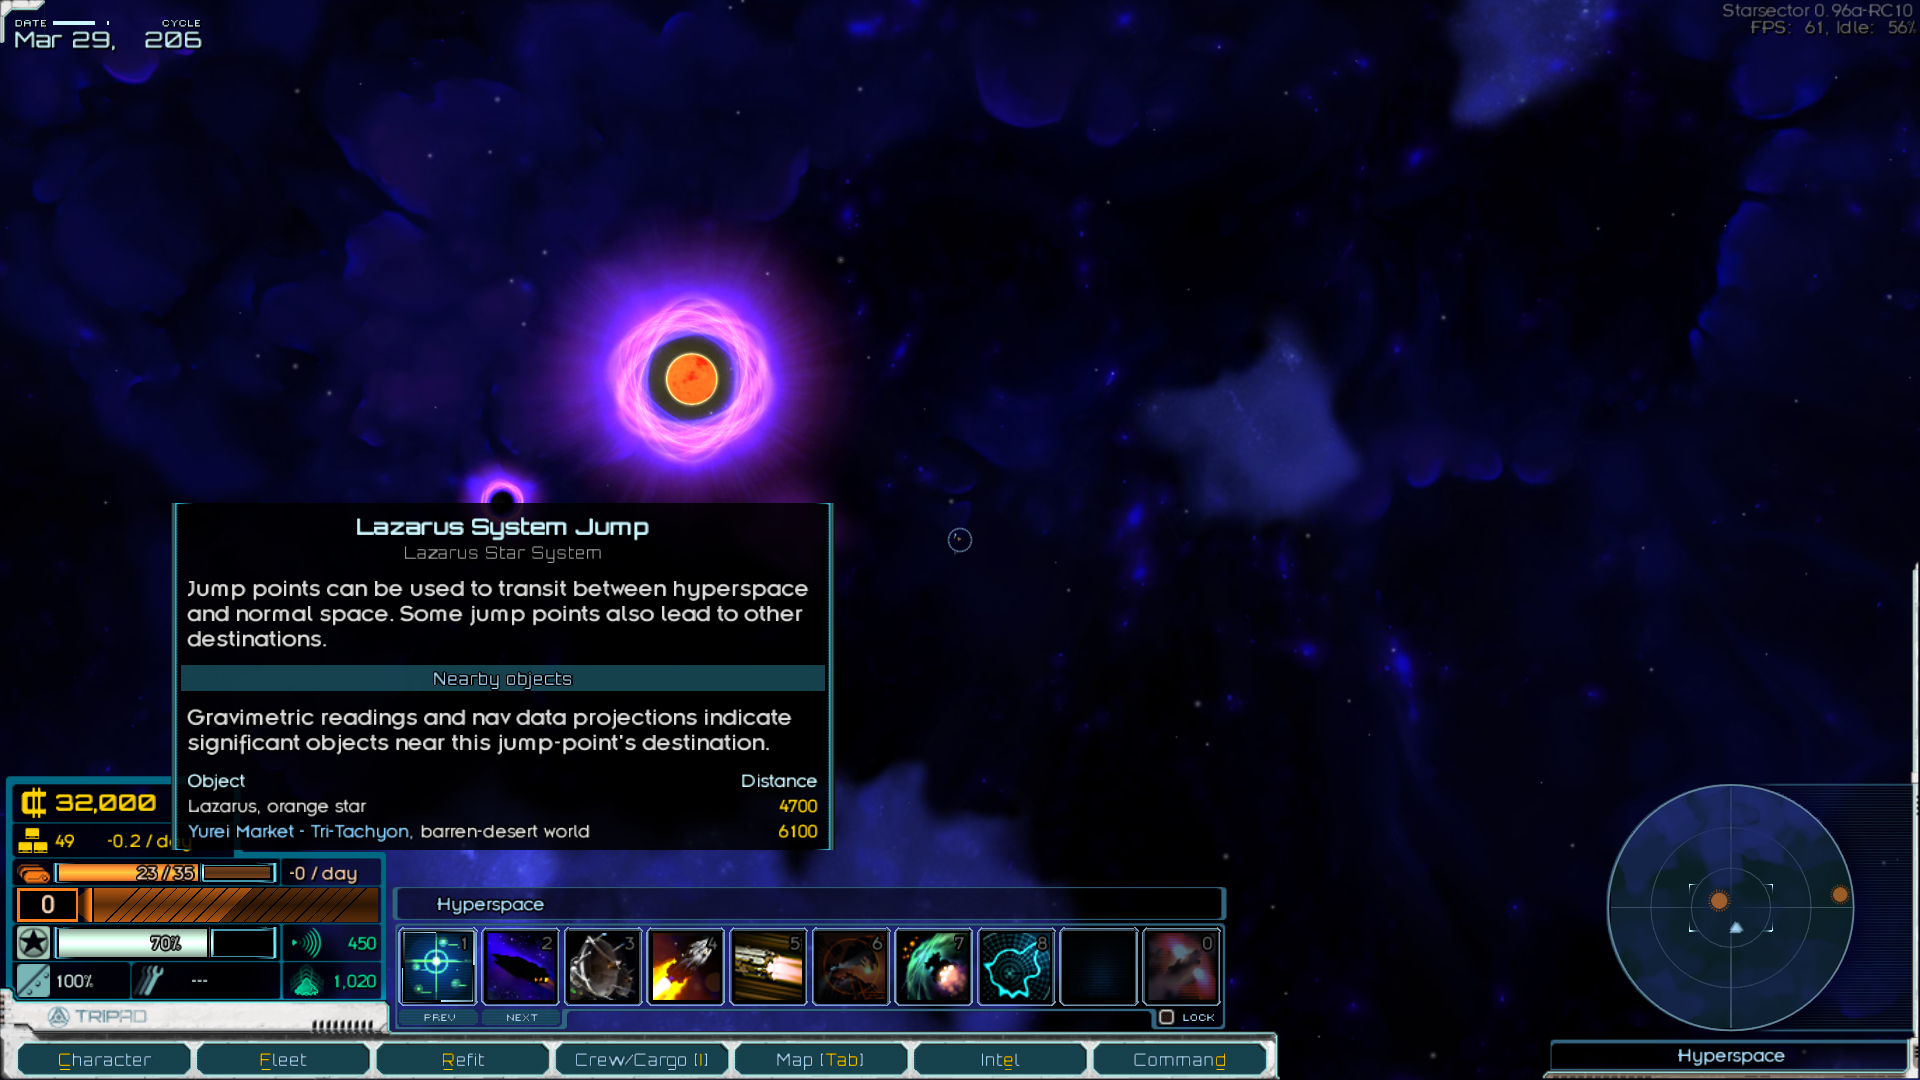 DATE
CYCLE
Mar 29, 206
Starsector 0.96a-RC10
FPS: 61, Idle: 56%
Lazarus System Jump
Lazarus Star System
Jump points can be used to transit between hyperspace
and normal space. Some jump points also lead to other
destinations.
Nearby objects
Gravimetric readings and nav data projections indicate
significant objects near this jump-point's destination.
Object Distance
Lazarus, orange star 4700
Yurei Market - Tri-Tachyon, barren-desert world 6100
32,000
49 -0.2 / day
23 / 35 -0 / day
0
70% 450
100% --- 1,020
TRIPAD
Hyperspace
1 2 3 4 5 6 7 8 0
PREV NEXT LOCK
Character Fleet Refit Crew/Cargo [I] Map [Tab] Intel Command
Hyperspace